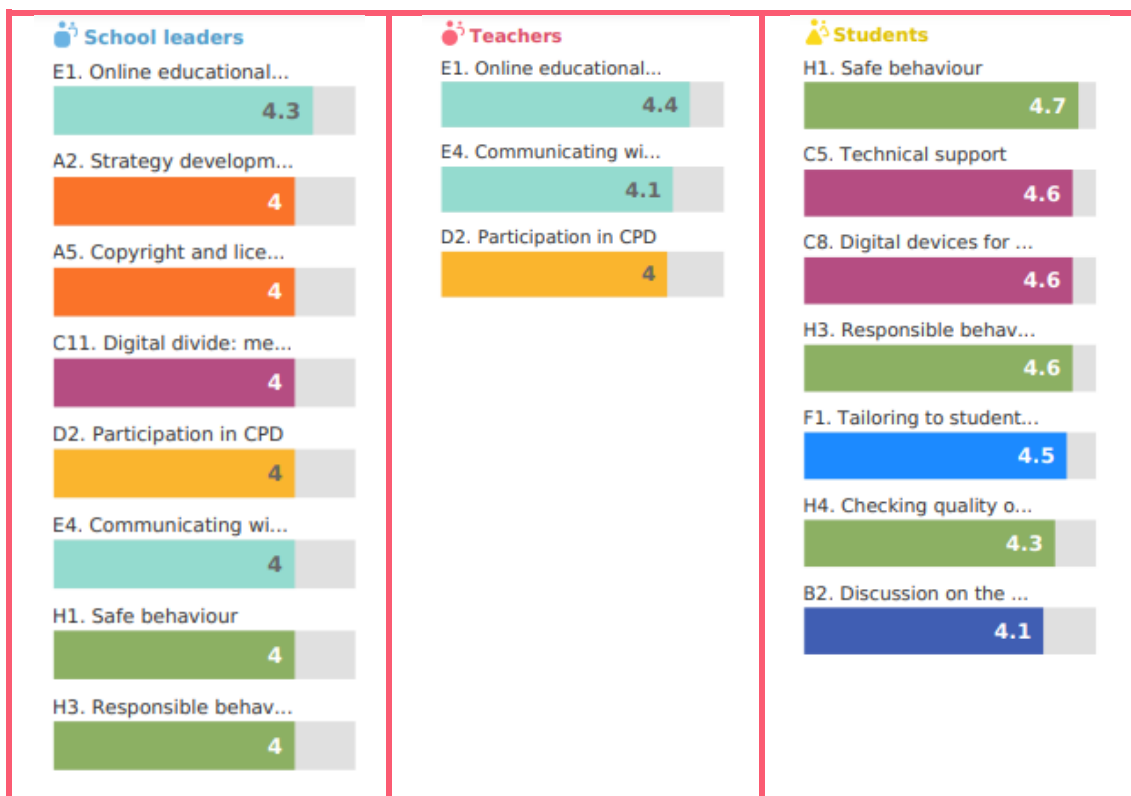 School leaders
E1. Online educational...
4.3
A2. Strategy developm...
4
A5. Copyright and lice...
4
C11. Digital divide: me...
4
D2. Participation in CPD
4
E4. Communicating wi...
4
H1. Safe behaviour
4
H3. Responsible behav...
4
Teachers
E1. Online educational...
4.4
E4. Communicating wi...
4.1
D2. Participation in CPD
4
Students
H1. Safe behaviour
4.7
C5. Technical support
4.6
C8. Digital devices for ...
4.6
H3. Responsible behav...
4.6
F1. Tailoring to student...
4.5
H4. Checking quality o...
4.3
B2. Discussion on the ...
4.1